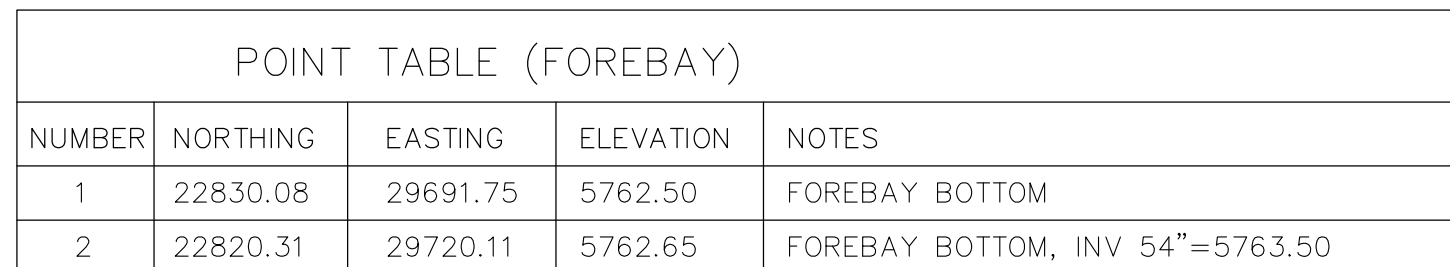 POINT TABLE (FOREBAY)
NUMBER NORTHING EASTING ELEVATION NOTES
1 22830.08 29691.75 5762.50 FOREBAY BOTTOM
2 22820.31 29720.11 5762.65 FOREBAY BOTTOM, INV 54"=5763.50